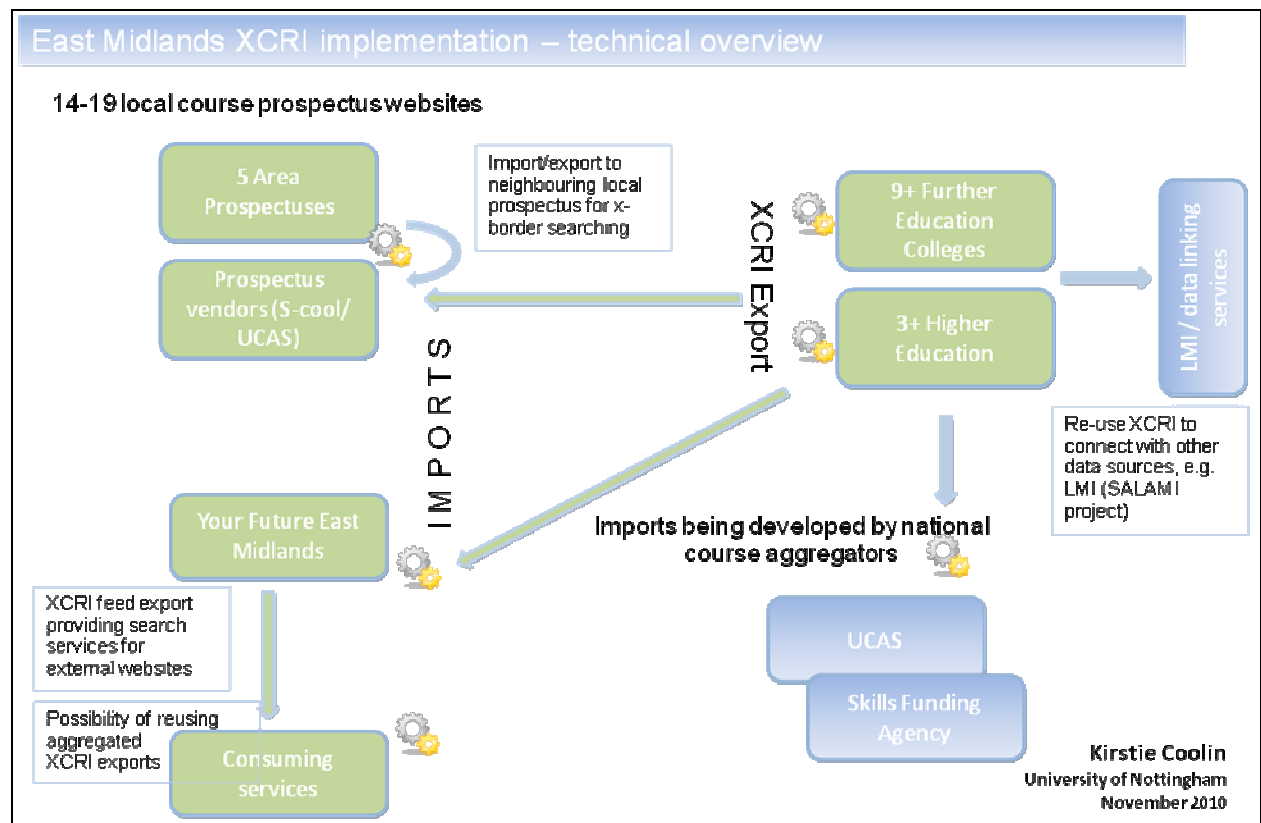 East Midlands XCRI implementation – technical overview
14-19 local course prospectus websites
5 Area
Prospectuses
Import/export to
neighbouring local
prospectus for x-
border searching
Prospectus
vendors (S-cool/
UCAS)
IMPORTS
XCRI Export
9+ Further
Education
Colleges
3+ Higher
Education
LMI / data linking
services
Re-use XCRI to
connect with other
data sources, e.g.
LMI (SALAMI
project)
Your Future East
Midlands
Imports being developed by national
course aggregators
XCRI feed export
providing search
services for
external websites
Possibility of reusing
aggregated
XCRI exports
Consuming
services
UCAS
Skills Funding
Agency
Kirstie Coolin
University of Nottingham
November 2010